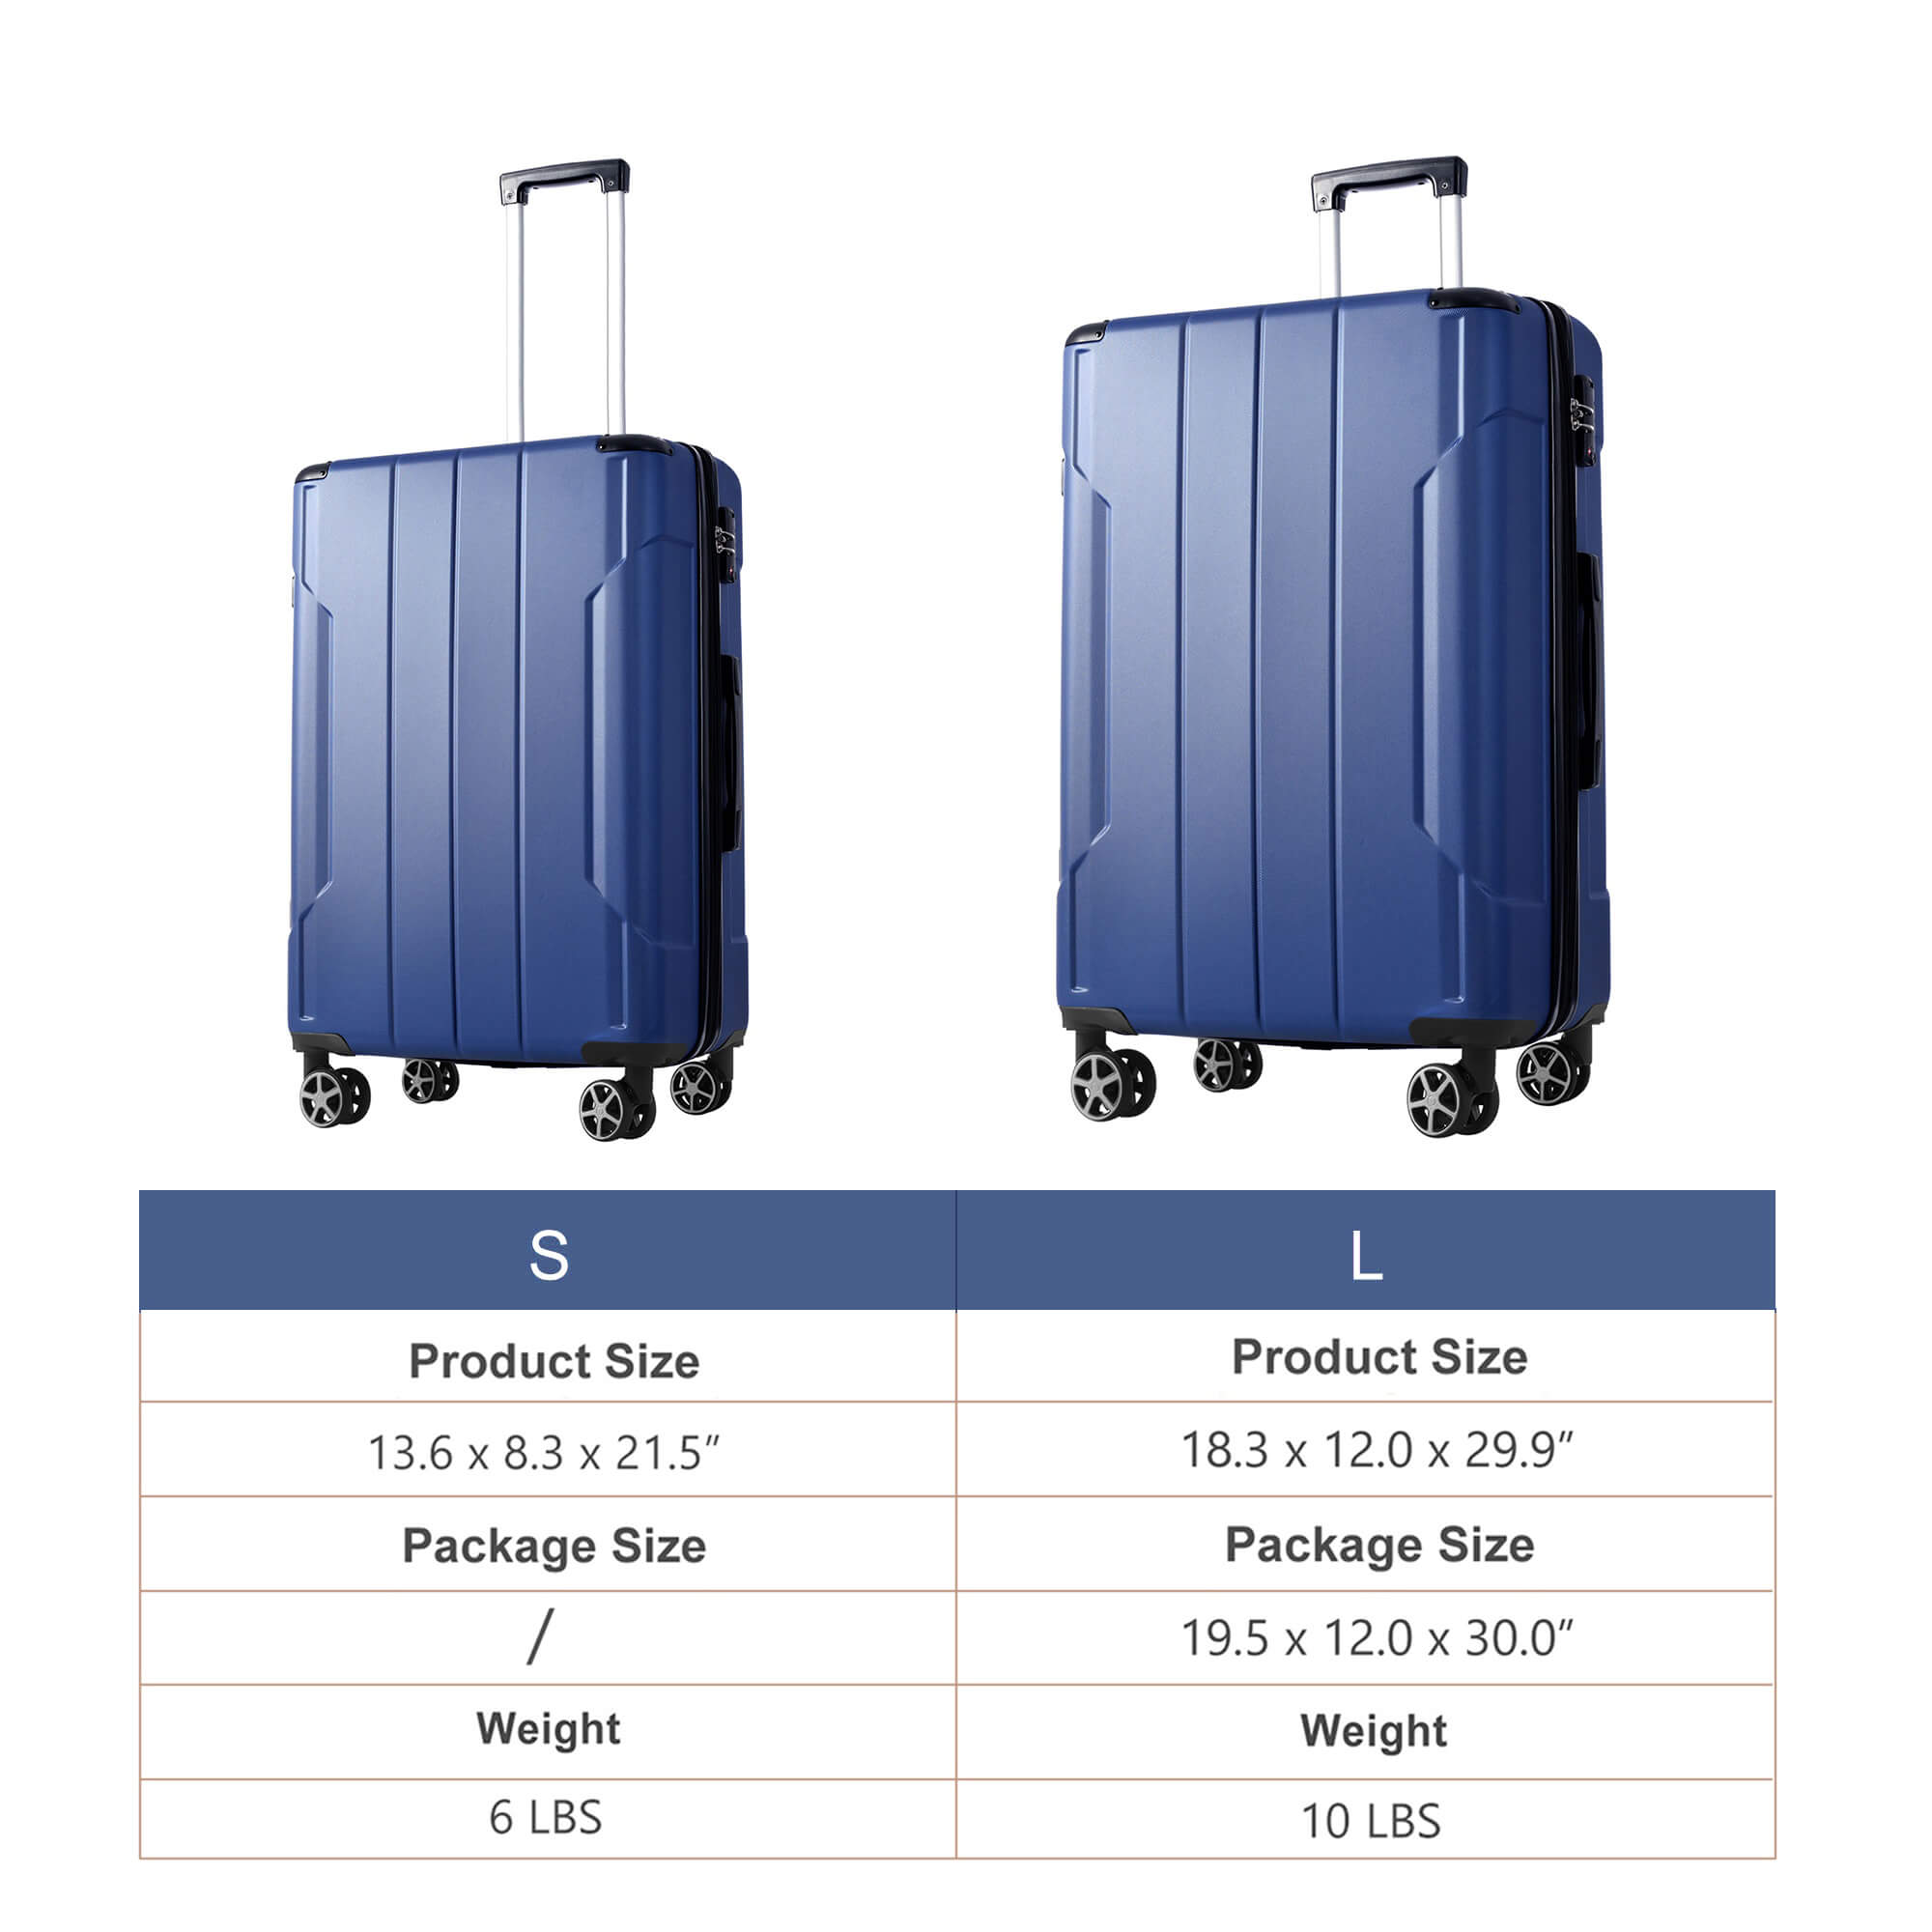 S
L
Product Size
Product Size
13.6 x 8.3 x 21.5”
18.3 x 12.0 x 29.9”
Package Size
Package Size
/
19.5 x 12.0 x 30.0”
Weight
Weight
6 LBS
10 LBS